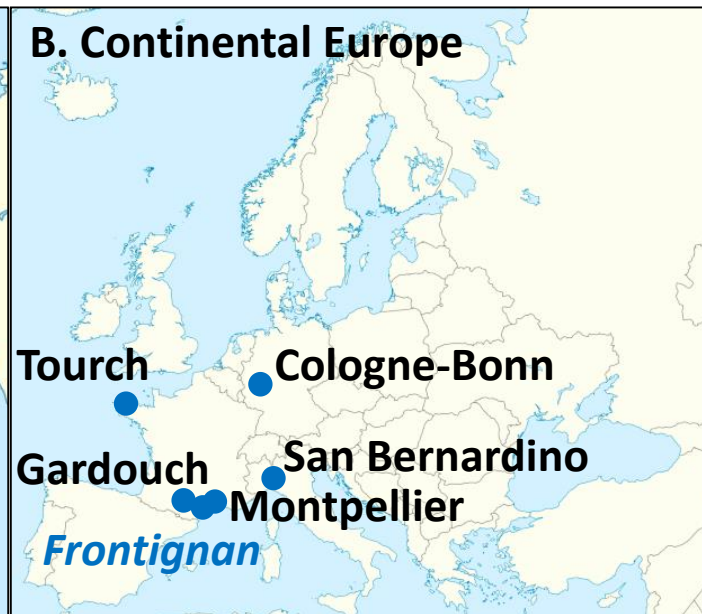 B. Continental Europe
Tourch
Cologne-Bonn
Gardouch
San Bernardino
Montpellier
Frontignan